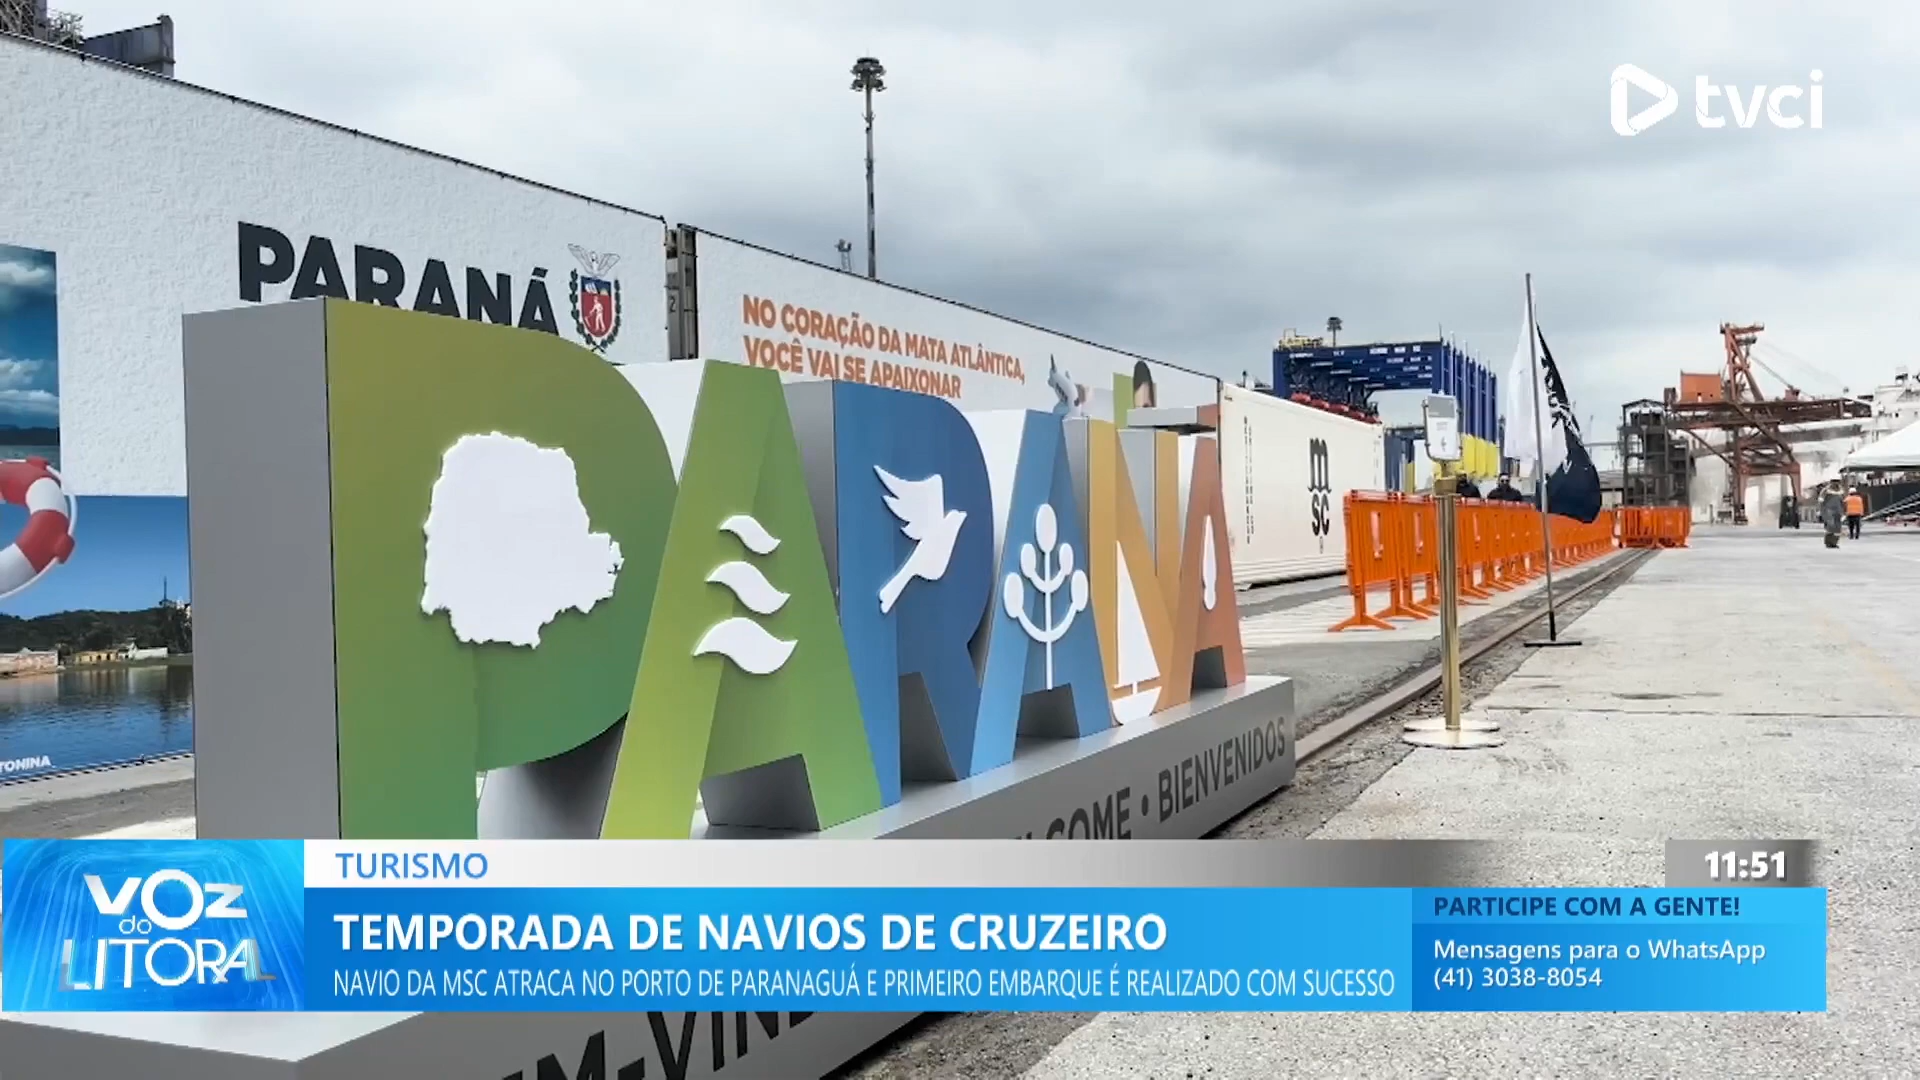 tvci
PARANÁ
NO CORAÇÃO DA MATA ATLÂNTICA,
VOCÊ VAI SE APAIXONAR
PARANÁ
msc
BIENVENIDOS
TURISMO
11:51
VOZ
do
LITORAL
TEMPORADA DE NAVIOS DE CRUZEIRO
NAVIO DA MSC ATRACA NO PORTO DE PARANAGUÁ E PRIMEIRO EMBARQUE É REALIZADO COM SUCESSO
PARTICIPE COM A GENTE!
Mensagens para o WhatsApp
(41) 3038-8054